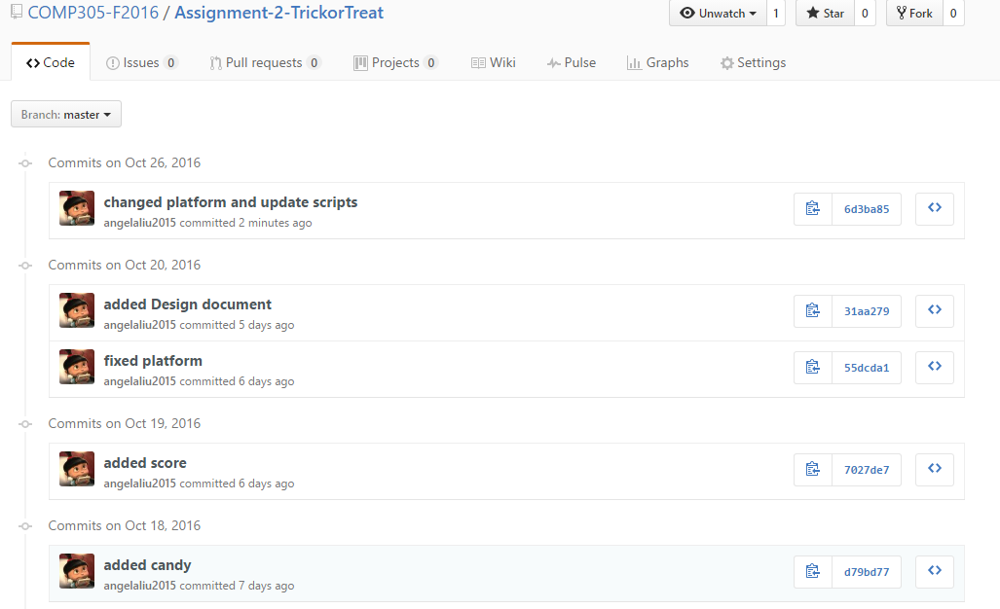 COMP305-F2016 / Assignment-2-TrickorTreat Unwatch 1 Star 0 Fork 0
Code Issues 0 Pull requests 0 Projects 0 Wiki Pulse Graphs Settings
Branch: master
Commits on Oct 26, 2016
changed platform and update scripts
angelaliu2015 committed 2 minutes ago
6d3ba85
Commits on Oct 20, 2016
added Design document
angelaliu2015 committed 5 days ago
31aa279
fixed platform
angelaliu2015 committed 6 days ago
55dcda1
Commits on Oct 19, 2016
added score
angelaliu2015 committed 6 days ago
7027de7
Commits on Oct 18, 2016
added candy
angelaliu2015 committed 7 days ago
d79bd77